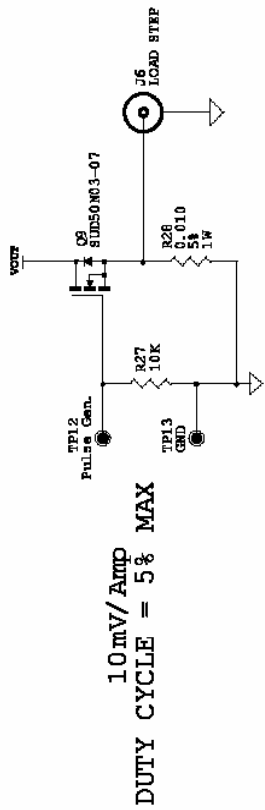 VOUT
Q9
SUD50N03-07
J6
LOAD STEP
R28
0.010
5%
1W
R27
10K
TP12
Pulse Gen.
TP13
GND
10mV/Amp
DUTY CYCLE = 5% MAX